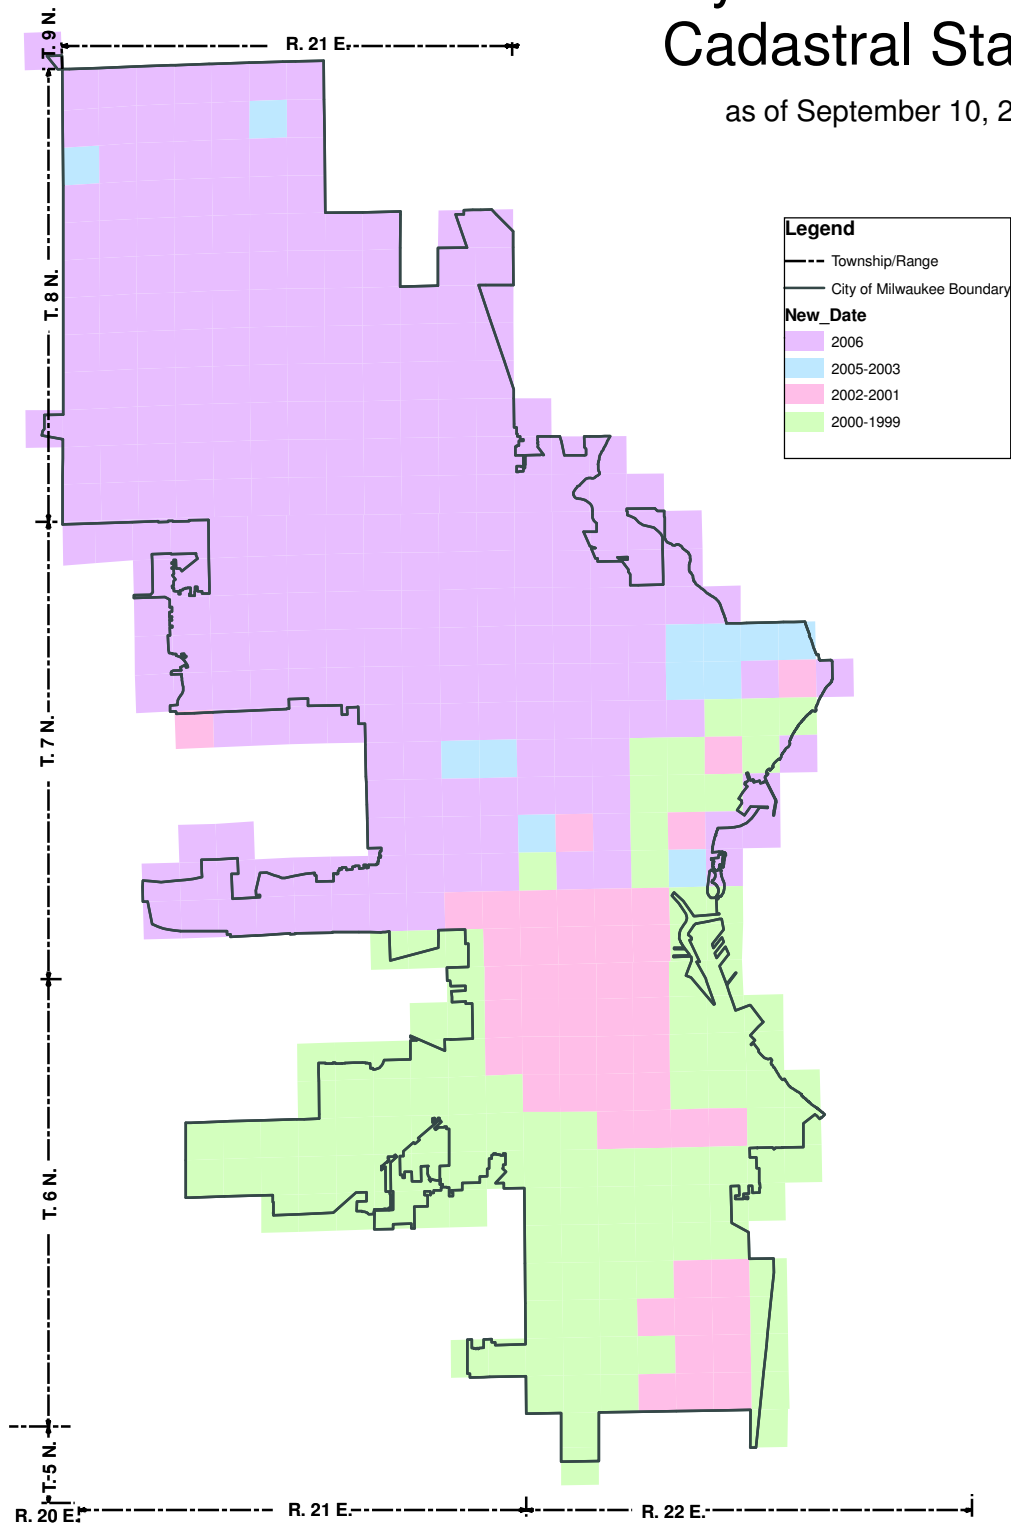 Cadastral Sta
as of September 10, 2
T. 9 N.
R. 21 E.
T. 8 N.
Legend
Township/Range
City of Milwaukee Boundary
New_Date
2006
2005-2003
2002-2001
2000-1999
T. 7 N.
T. 6 N.
T. 5 N.
R. 20 E.
R. 21 E.
R. 22 E.